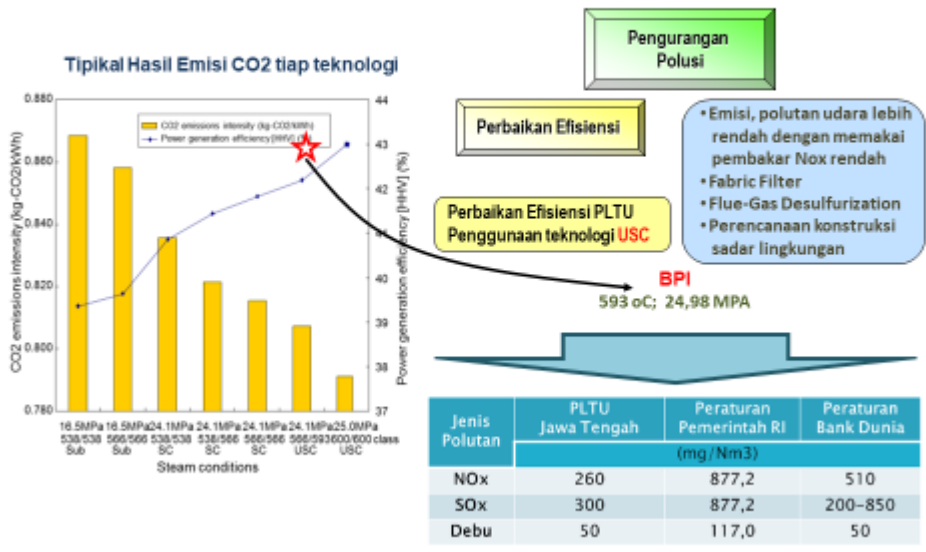 Pengurangan
Polusi
Tipikal Hasil Emisi CO2 tiap teknologi
0.880
0.860
0.840
0.820
0.800
0.780
CO2 emissions intensity (kg-CO2/kWh)
CO2 emissions intensity (kg-CO2/kWh)
Power generation efficiency[HHV] (%)
44
43
42
41
40
39
38
37
Power generation efficiency [HHV] (%)
16.5MPa 16.5MPa 24.1MPa 24.1MPa 24.1MPa 24.1MPa 25.0MPa
538/538 566/566 538/538 538/566 566/566 566/593 600/600 class
Sub Sub SC SC SC USC USC
Steam conditions
Perbaikan Efisiensi
• Emisi, polutan udara lebih
rendah dengan memakai
pembakar Nox rendah
• Fabric Filter
• Flue-Gas Desulfurization
• Perencanaan konstruksi
sadar lingkungan
Perbaikan Efisiensi PLTU
Penggunaan teknologi USC
BPI
593 oC; 24,98 MPA
Jenis
Polutan
PLTU
Jawa Tengah
Peraturan
Pemerintah RI
Peraturan
Bank Dunia
(mg/Nm3)
NOx 260 877,2 510
SOx 300 877,2 200-850
Debu 50 117,0 50